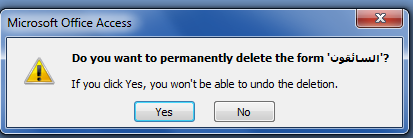 Microsoft Office Access
Do you want to permanently delete the form 'السائقون'?
If you click Yes, you won't be able to undo the deletion.
Yes
No